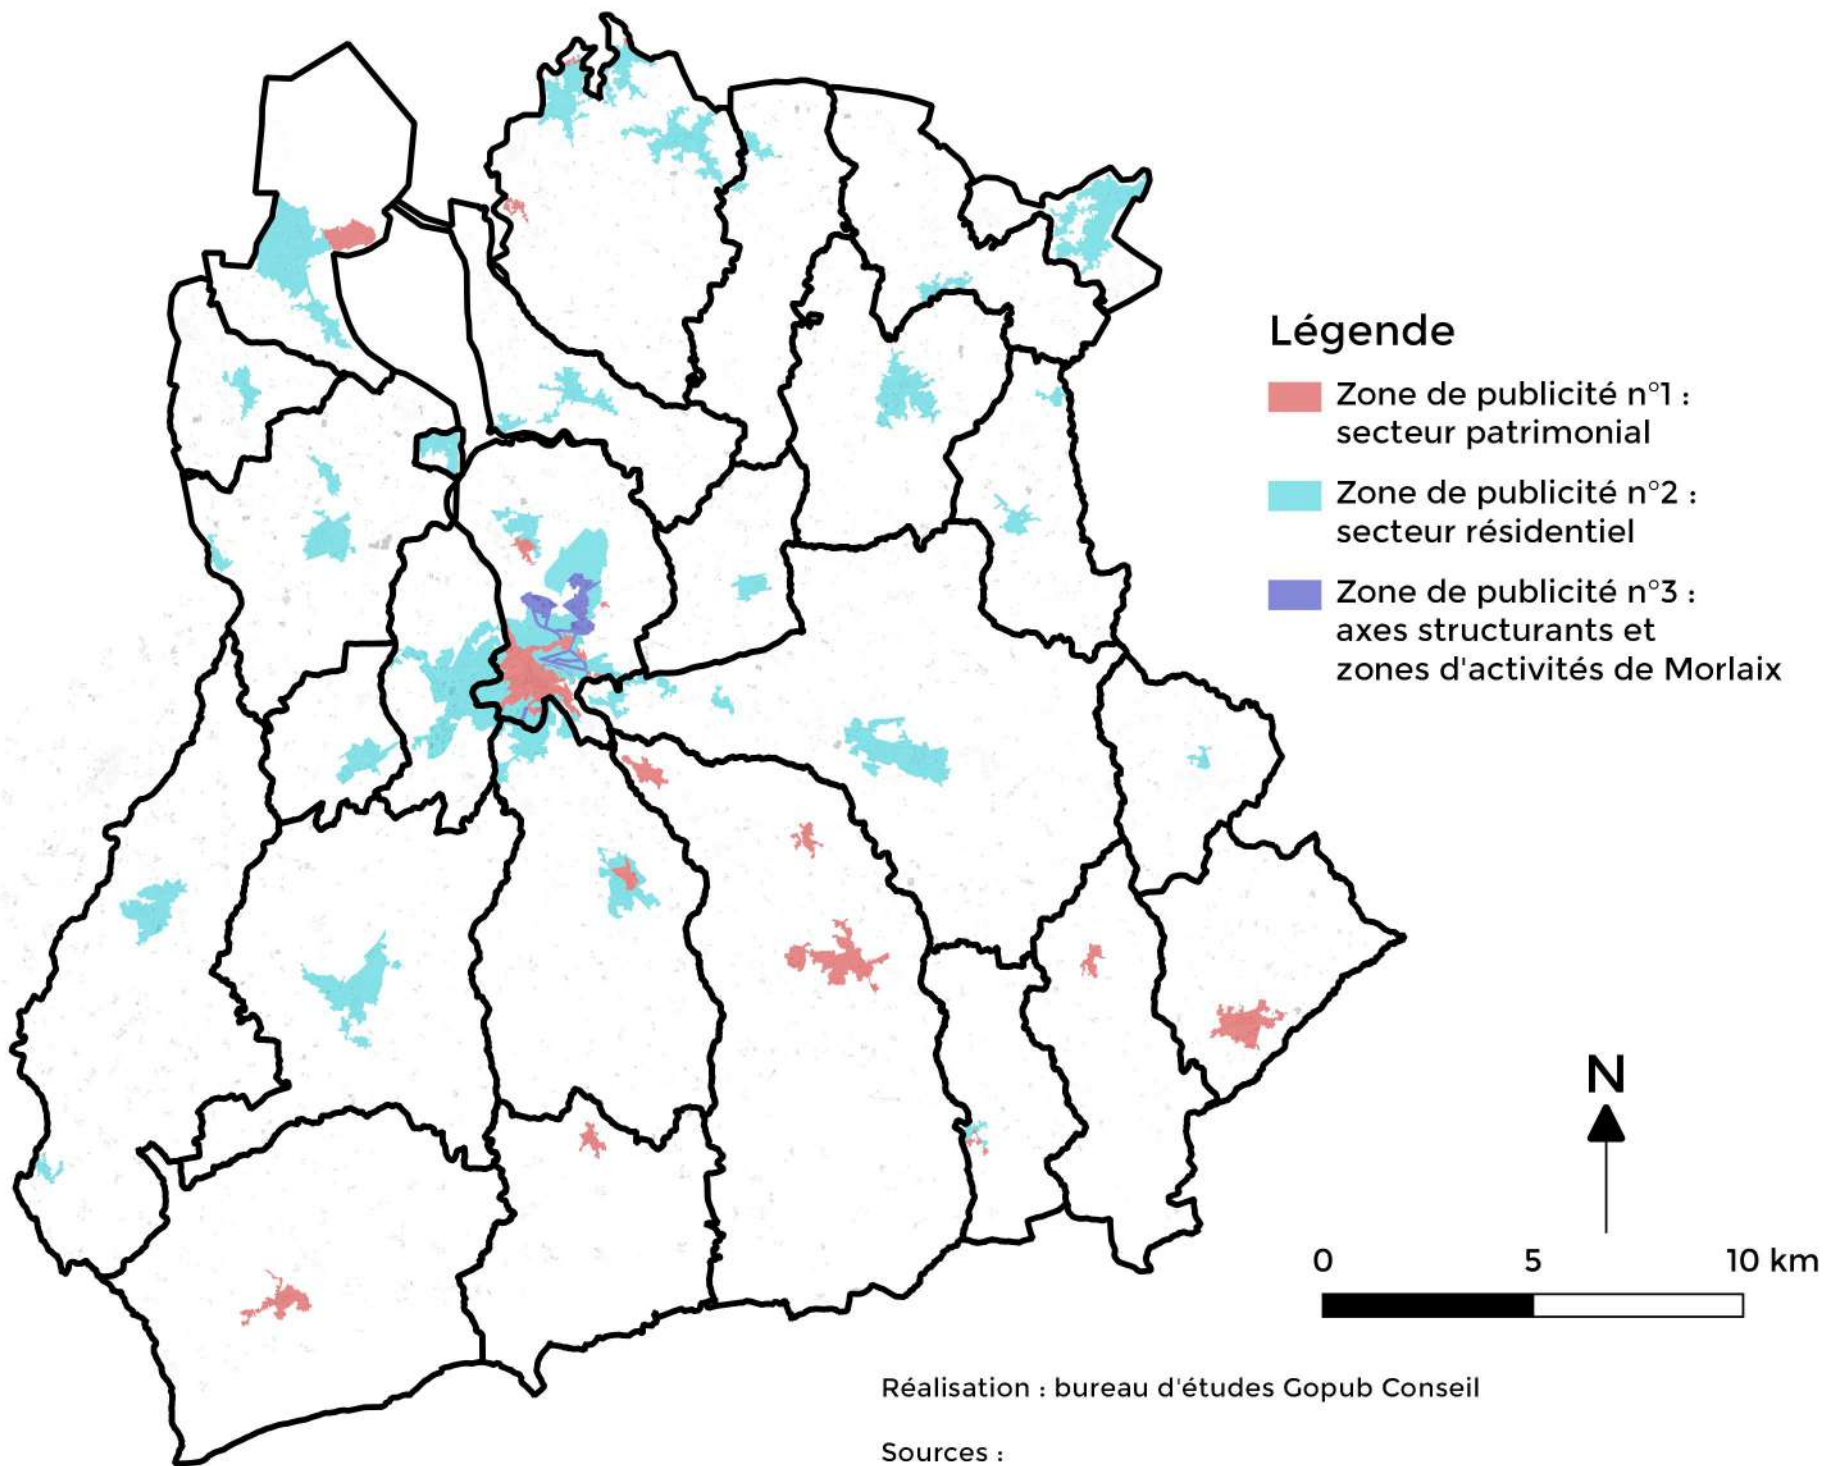 Légende
Zone de publicité n°1 :
secteur patrimonial
Zone de publicité n°2 :
secteur résidentiel
Zone de publicité n°3 :
axes structurants et
zones d'activités de Morlaix
N
0 5 10 km
Réalisation : bureau d'études Gopub Conseil
Sources :